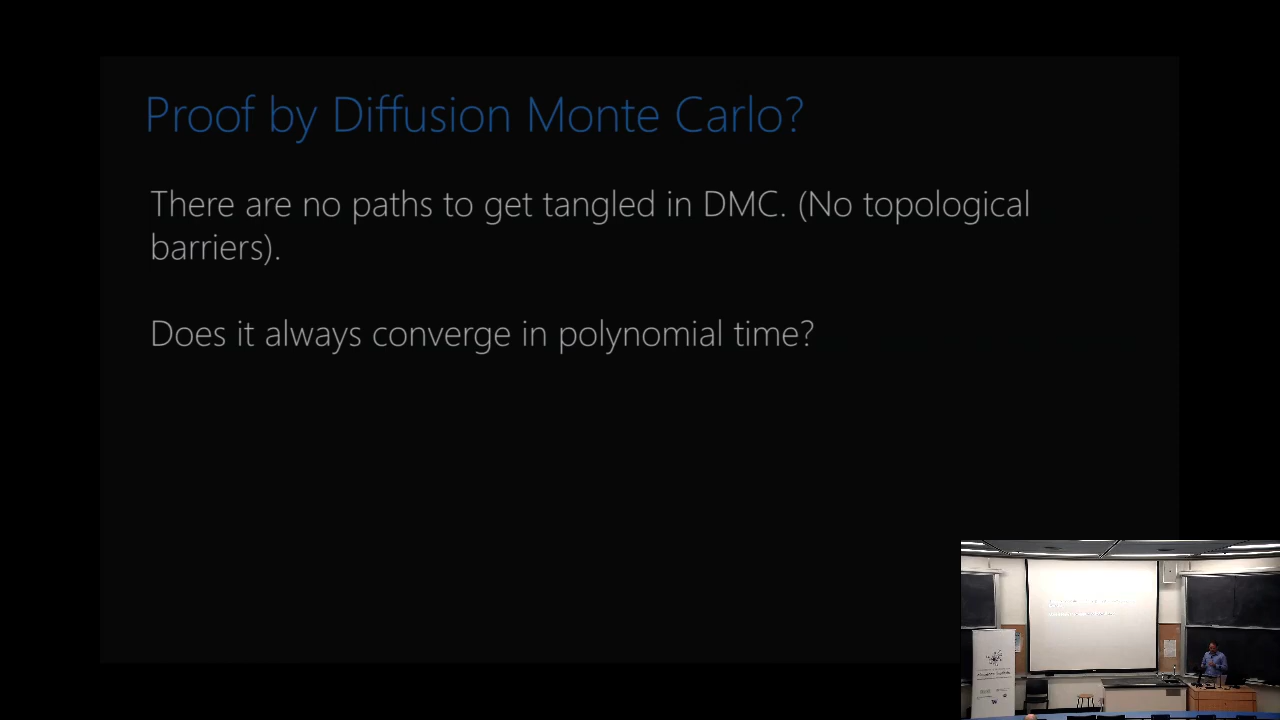 Proof by Diffusion Monte Carlo?
There are no paths to get tangled in DMC. (No topological
barriers).
Does it always converge in polynomial time?